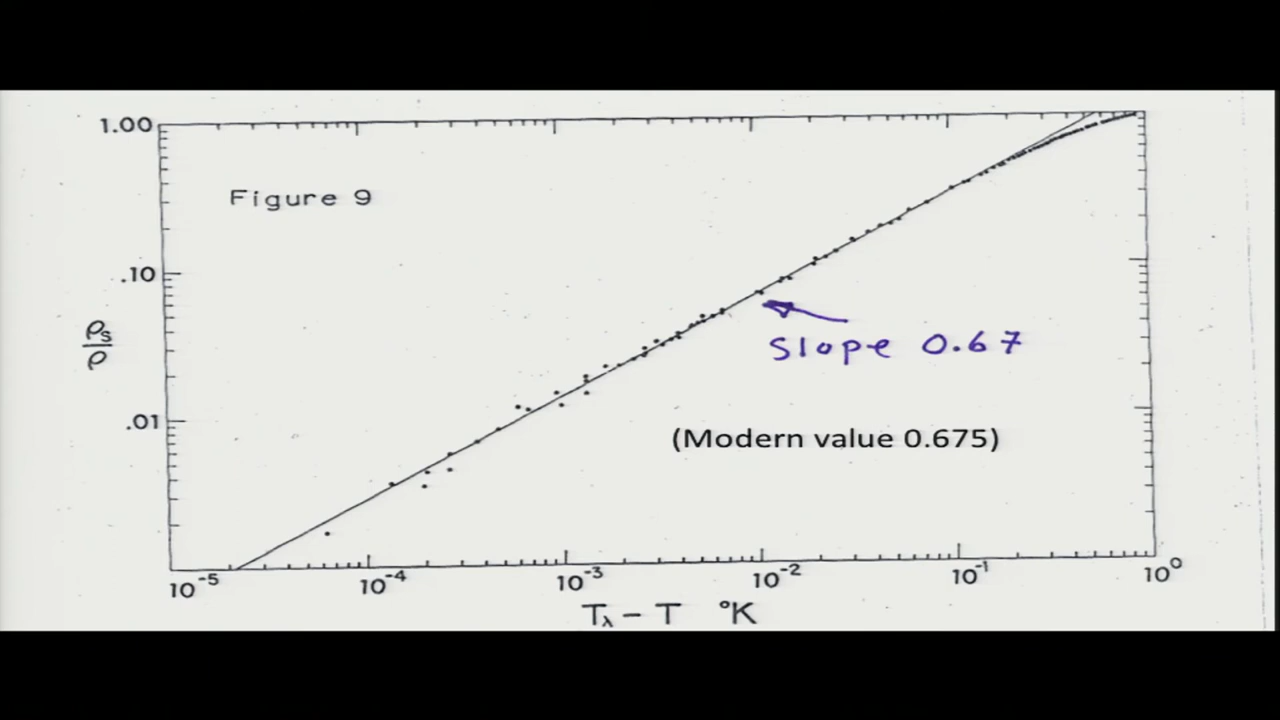 1.00
Figure 9
.10
ρs
ρ
Slope 0.67
.01
(Modern value 0.675)
10-5 10-4 10-3 10-2 10-1 100
Tλ – T °K